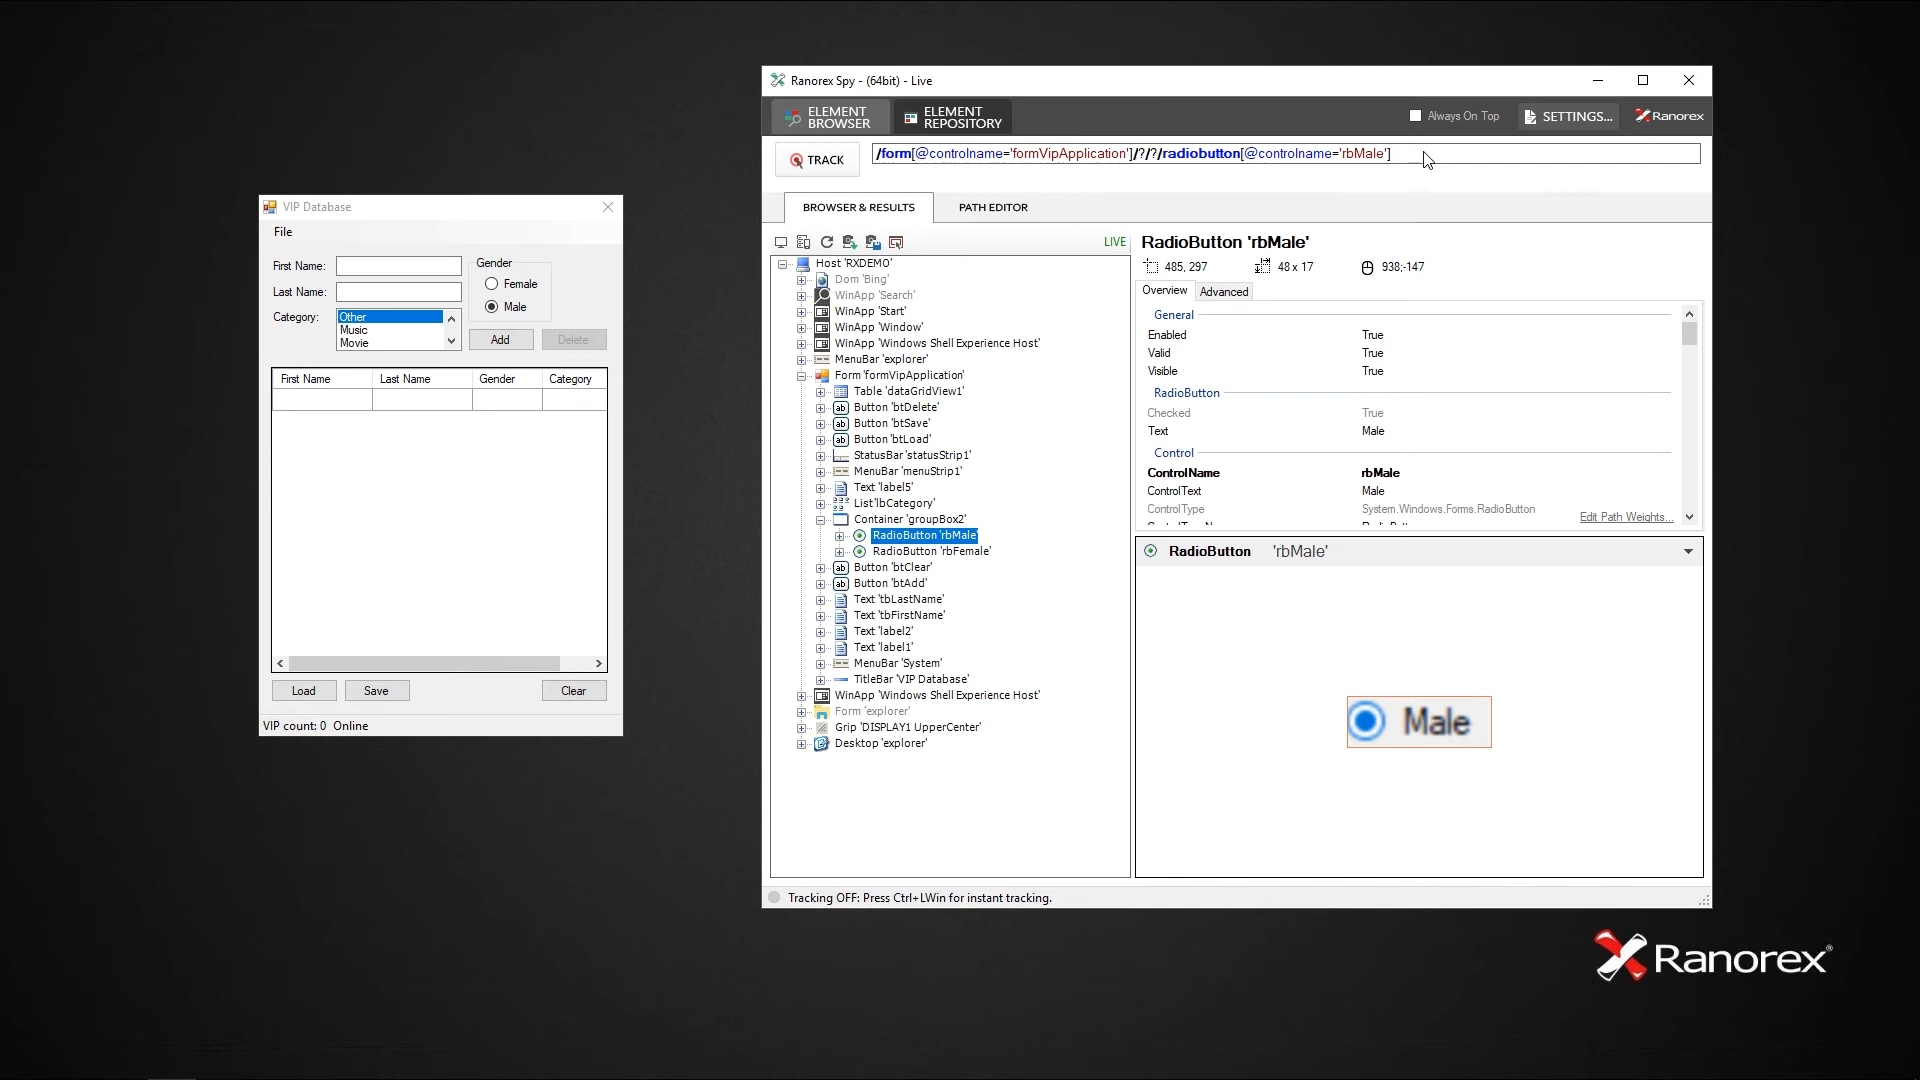 Ranorex Spy - (64bit) - Live
ELEMENT BROWSER
ELEMENT REPOSITORY
Always On Top
SETTINGS...
Ranorex
TRACK
/form[@controlname='formVipApplication']/?/?/radiobutton[@controlname='rbMale']
BROWSER & RESULTS
PATH EDITOR
VIP Database
File
First Name:
Last Name:
Category:
Other
Music
Movie
Gender
Female
Male
Add
Delete
First Name Last Name Gender Category
Load
Save
Clear
VIP count: 0 Online
LIVE
Host 'RXDEMO'
Dom 'Bing'
WinApp 'Search'
WinApp 'Start'
WinApp 'Window'
WinApp 'Windows Shell Experience Host'
MenuBar 'explorer'
Form 'formVipApplication'
Table 'dataGridView1'
Button 'btDelete'
Button 'btSave'
Button 'btLoad'
StatusBar 'statusStrip1'
MenuBar 'menuStrip1'
Text 'label5'
List 'lbCategory'
Container 'groupBox2'
RadioButton 'rbMale'
RadioButton 'rbFemale'
Button 'btClear'
Button 'btAdd'
Text 'tbLastName'
Text 'tbFirstName'
Text 'label2'
Text 'label1'
MenuBar 'System'
TitleBar 'VIP Database'
WinApp 'Windows Shell Experience Host'
Form 'explorer'
Grip 'DISPLAY1 UpperCenter'
Desktop 'explorer'
RadioButton 'rbMale'
485, 297
48 x 17
938;-147
Overview
Advanced
General
Enabled True
Valid True
Visible True
RadioButton
Checked True
Text Male
Control
ControlName rbMale
ControlText Male
ControlType System.Windows.Forms.RadioButton
Edit Path Weights...
RadioButton 'rbMale'
Male
Tracking OFF: Press Ctrl+LWin for instant tracking.
Ranorex®